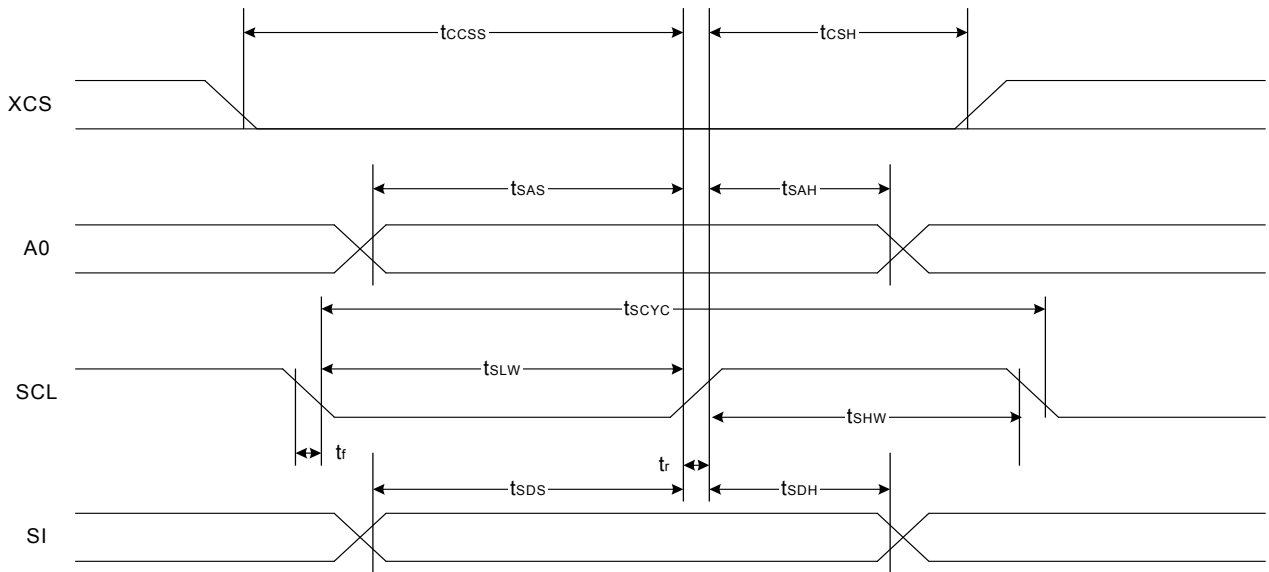 tCCSS tCSH
XCS
tSAS tSAH
A0
tSCYC
tSLW
SCL
tSHW
tf
tr
tSDS tSDH
SI